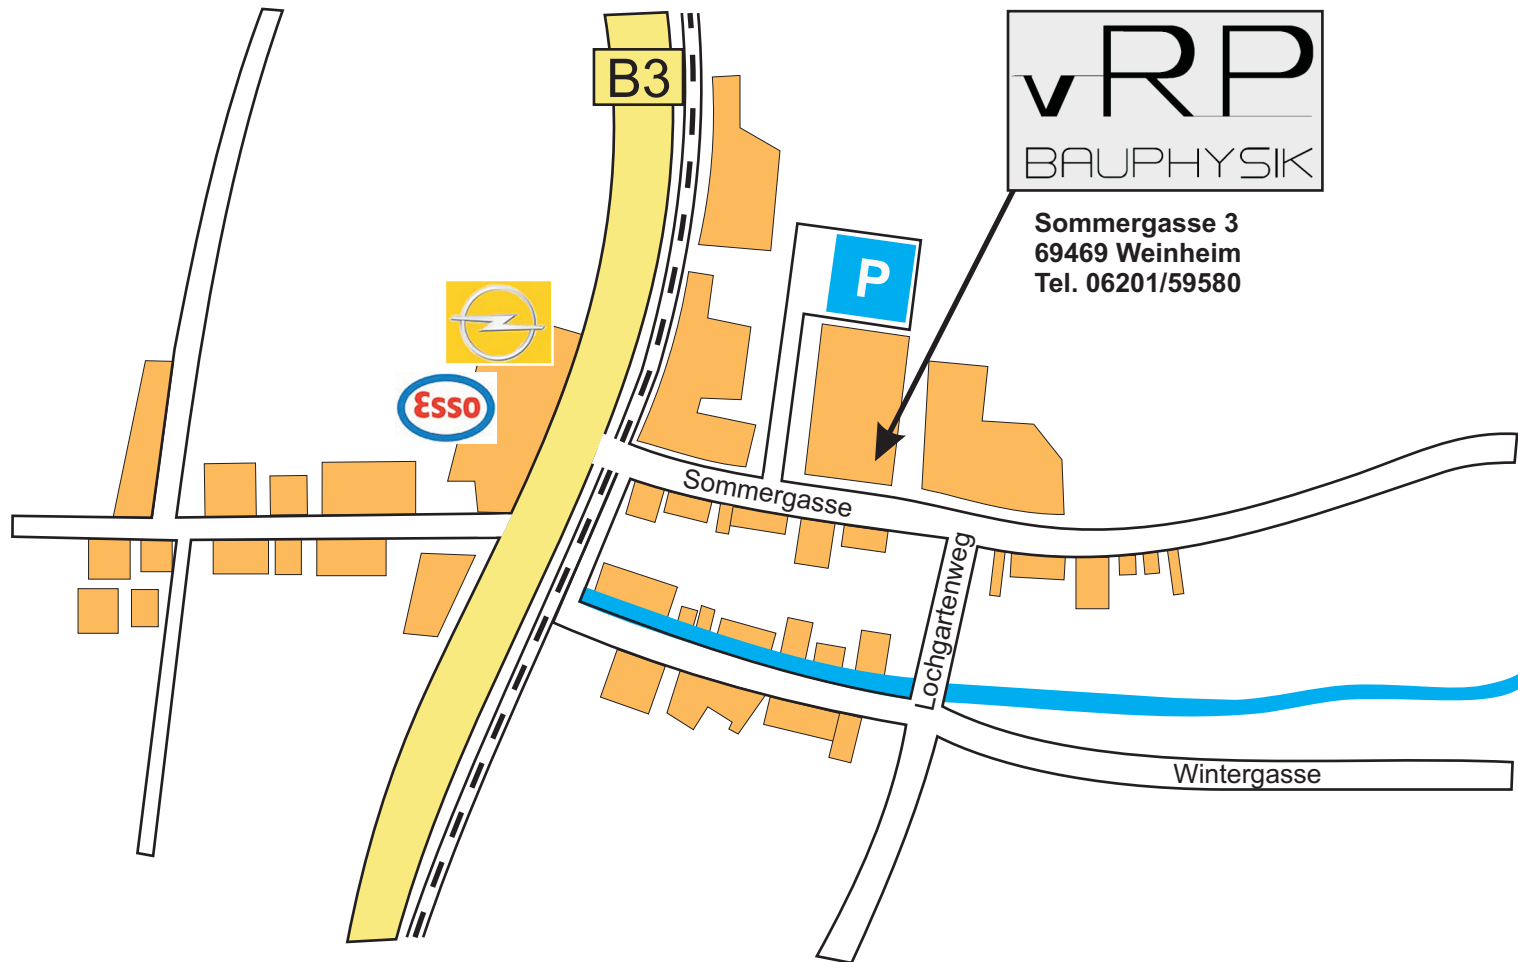 B3
vRP
BAUPHYSIK
Sommergasse 3
69469 Weinheim
Tel. 06201/59580
P
Esso
Sommergasse
Lochgartenweg
Wintergasse